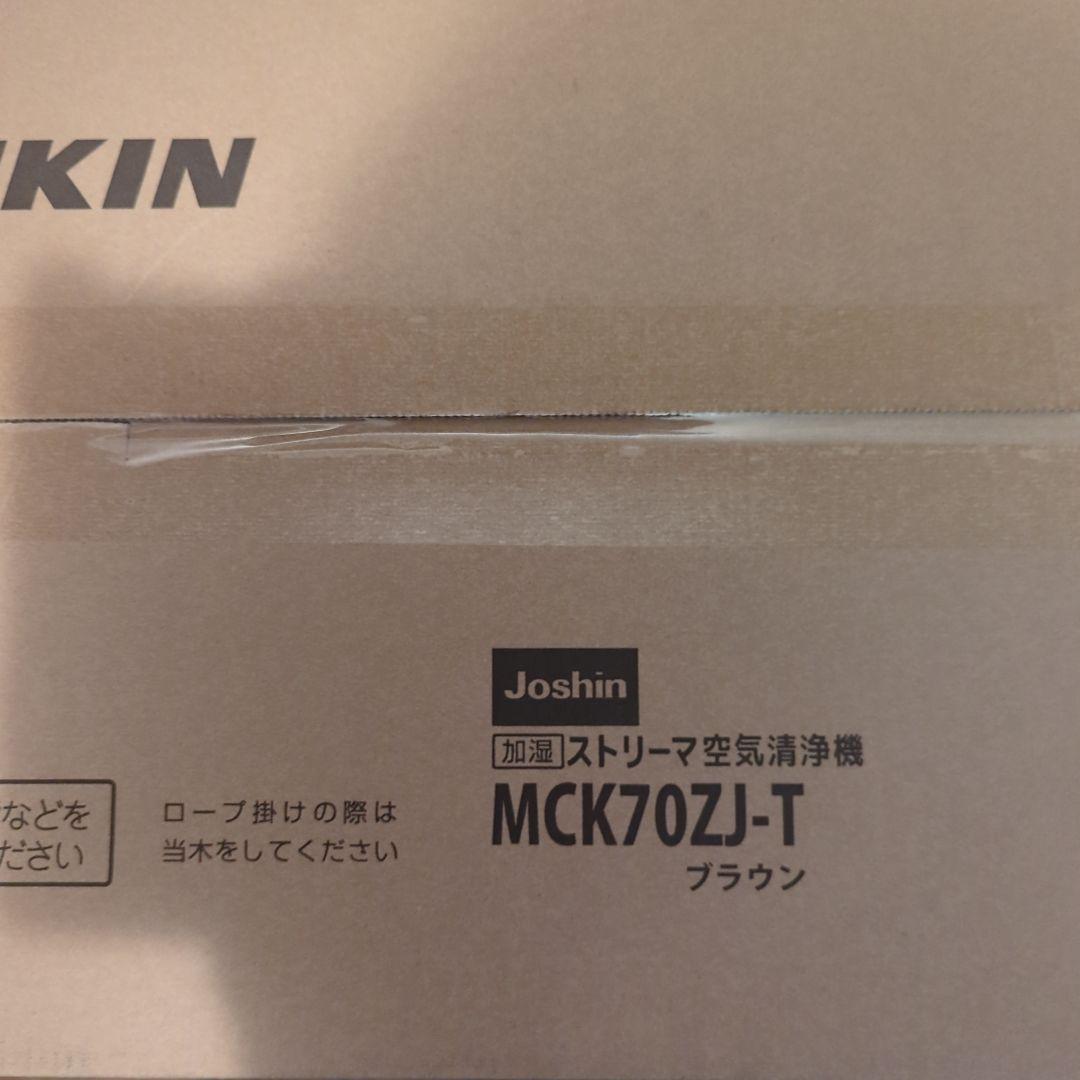 IKIN
Joshin
加湿 ストリーマ空気清浄機
MCK70ZJ-T
ブラウン
などを
ださい
ロープ掛けの際は
当木をしてください